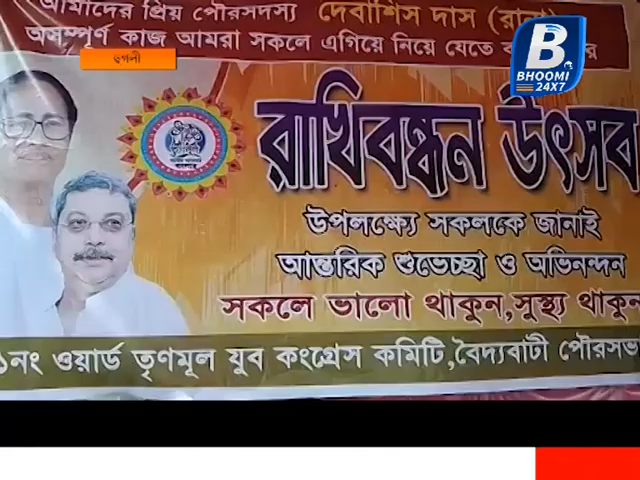 আমাদের প্রিয় পৌরসদস্য দেবাশিস দাস (রানা)
অসম্পূর্ণ কাজ আমরা সকলে এগিয়ে নিয়ে যেতে
হুগলী
B
BHOOMI
24X7
রাখিবন্ধন উৎসব
উপলক্ষ্যে সকলকে জানাই
আন্তরিক শুভেচ্ছা ও অভিনন্দন
সকলে ভালো থাকুন,সুস্থ্য থাকুন
১নং ওয়ার্ড তৃণমূল যুব কংগ্রেস কমিটি,বৈদ্যবাটী পৌরসভা